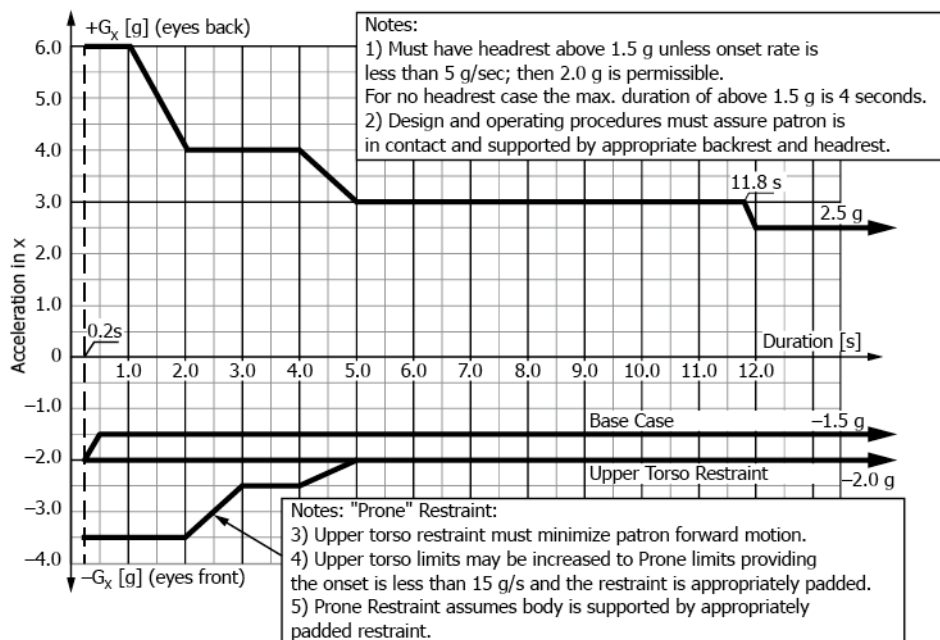 +Gx [g] (eyes back)
Notes:
1) Must have headrest above 1.5 g unless onset rate is
less than 5 g/sec; then 2.0 g is permissible.
For no headrest case the max. duration of above 1.5 g is 4 seconds.
2) Design and operating procedures must assure patron is
in contact and supported by appropriate backrest and headrest.
6.0
5.0
4.0
3.0
2.0
1.0
0
–1.0
–2.0
–3.0
–4.0
Acceleration in x
11.8 s
2.5 g
0.2s
Duration [s]
1.0 2.0 3.0 4.0 5.0 6.0 7.0 8.0 9.0 10.0 11.0 12.0
Base Case
–1.5 g
Upper Torso Restraint
–2.0 g
Notes: "Prone" Restraint:
3) Upper torso restraint must minimize patron forward motion.
4) Upper torso limits may be increased to Prone limits providing
the onset is less than 15 g/s and the restraint is appropriately padded.
5) Prone Restraint assumes body is supported by appropriately
padded restraint.
–Gx [g] (eyes front)